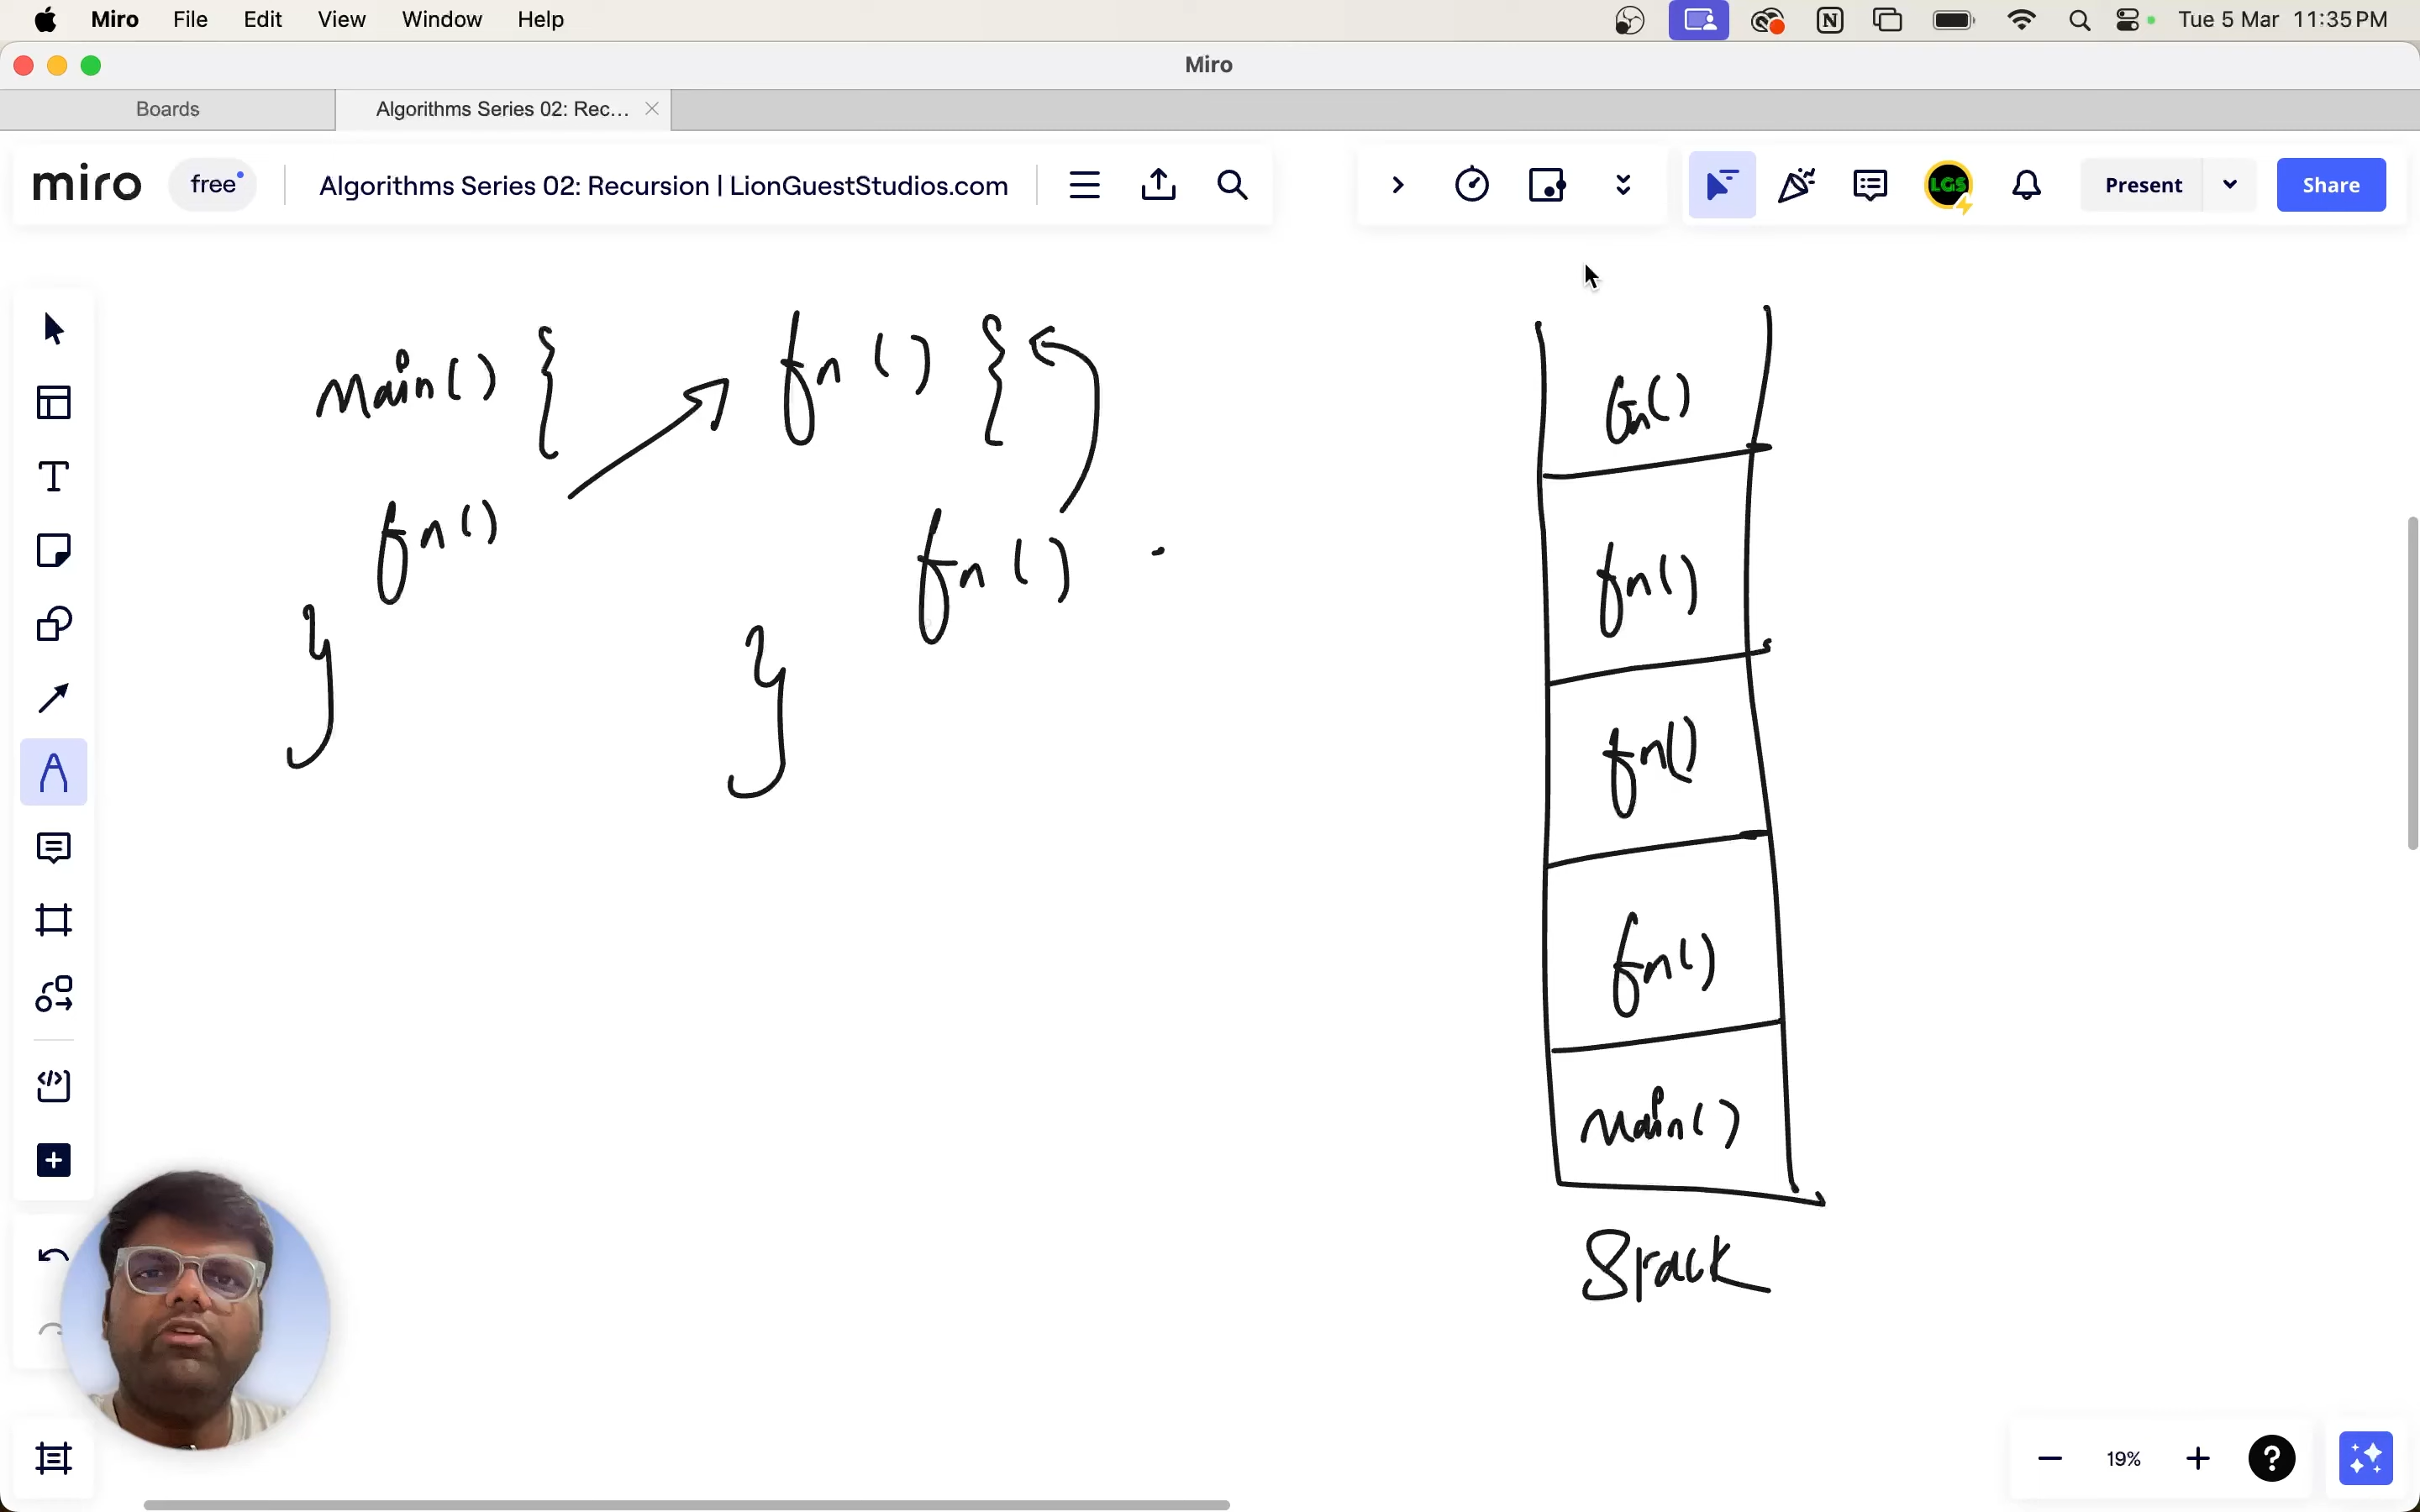 Miro File Edit View Window Help Tue 5 Mar 11:35 PM
Miro
Boards Algorithms Series 02: Rec...
miro free Algorithms Series 02: Recursion | LionGuestStudios.com LGS Present Share
main() {
fn()
}
fn() {
fn()
}
fn()
fn()
fn()
fn()
main()
Stack
19%